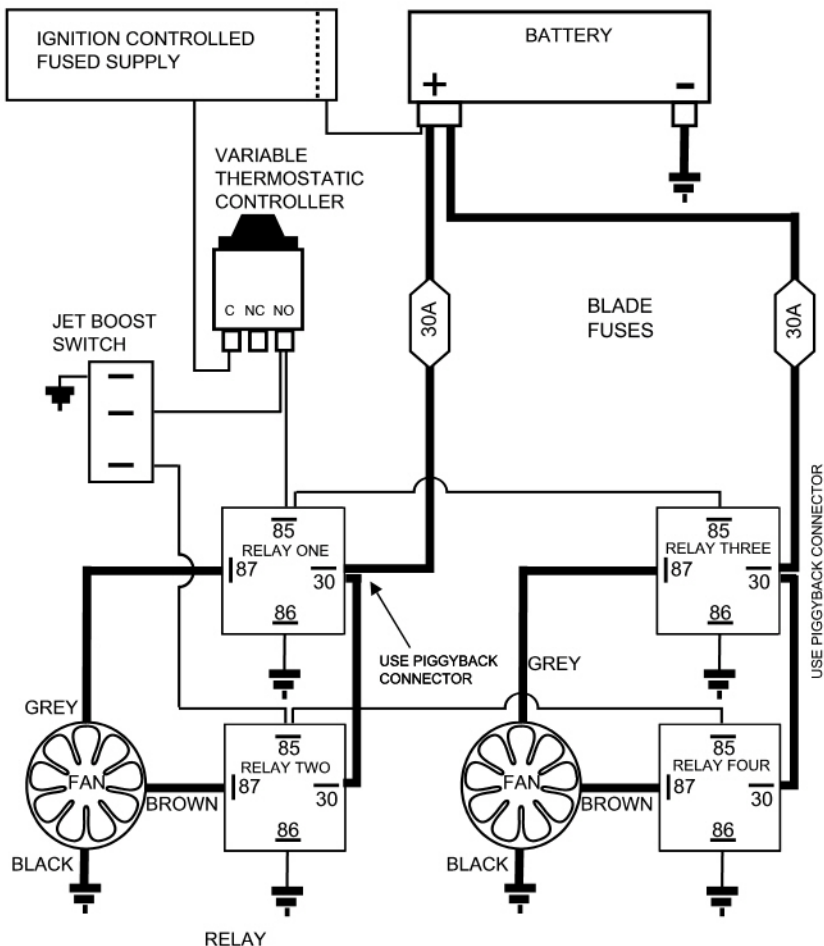 IGNITION CONTROLLED
FUSED SUPPLY
BATTERY
+
-
VARIABLE
THERMOSTATIC
CONTROLLER
C NC NO
JET BOOST
SWITCH
30A
BLADE
FUSES
30A
85
RELAY ONE
87
30
86
USE PIGGYBACK
CONNECTOR
85
RELAY THREE
87
30
86
USE PIGGYBACK CONNECTOR
GREY
FAN
BROWN
BLACK
85
RELAY TWO
87
30
86
GREY
FAN
BROWN
BLACK
85
RELAY FOUR
87
30
86
RELAY